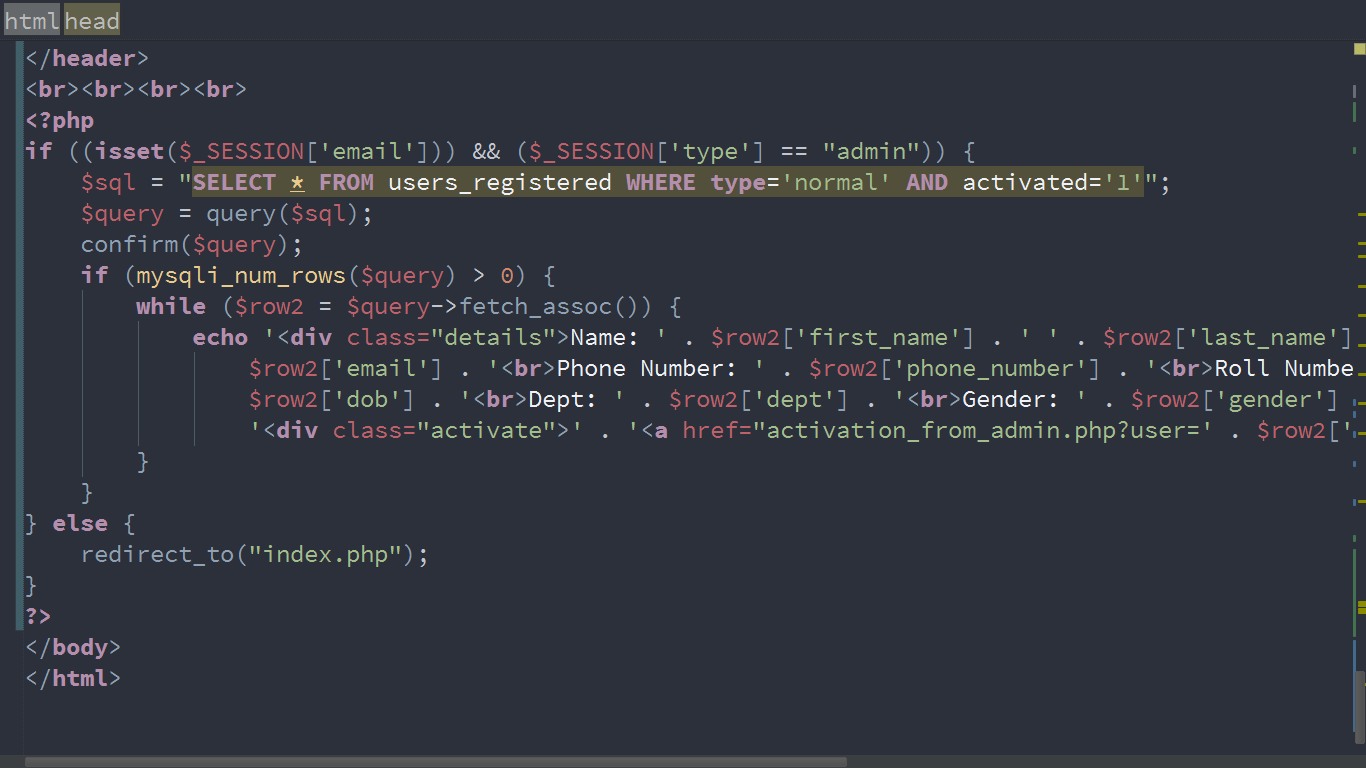 html head
</header>
<br><br><br><br>
<?php
if ((isset($_SESSION['email'])) && ($_SESSION['type'] == "admin")) {
    $sql = "SELECT * FROM users_registered WHERE type='normal' AND activated='1'";
    $query = query($sql);
    confirm($query);
    if (mysqli_num_rows($query) > 0) {
        while ($row2 = $query->fetch_assoc()) {
            echo '<div class="details">Name: ' . $row2['first_name'] . ' ' . $row2['last_name']
                $row2['email'] . '<br>Phone Number: ' . $row2['phone_number'] . '<br>Roll Numbe
                $row2['dob'] . '<br>Dept: ' . $row2['dept'] . '<br>Gender: ' . $row2['gender']
                '<div class="activate">' . '<a href="activation_from_admin.php?user=' . $row2['
        }
    }
} else {
    redirect_to("index.php");
}
?>
</body>
</html>